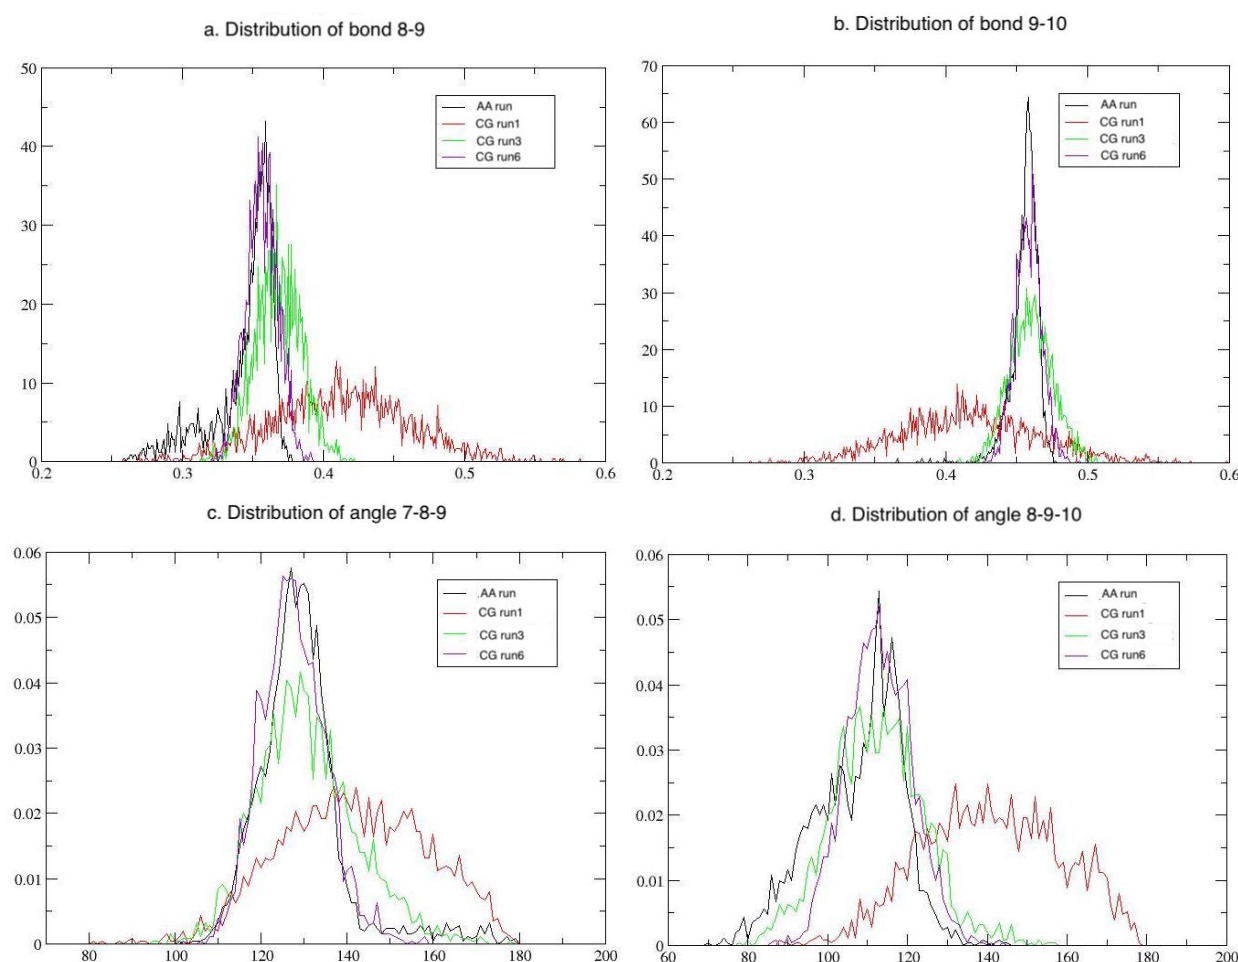 a. Distribution of bond 8-9
50
40
30
20
10
0
0.2 0.3 0.4 0.5 0.6
AA run
CG run1
CG run3
CG run6
b. Distribution of bond 9-10
70
60
50
40
30
20
10
0
0.2 0.3 0.4 0.5 0.6
AA run
CG run1
CG run3
CG run6
c. Distribution of angle 7-8-9
0.06
0.05
0.04
0.03
0.02
0.01
0
80 100 120 140 160 180 200
AA run
CG run1
CG run3
CG run6
d. Distribution of angle 8-9-10
0.06
0.05
0.04
0.03
0.02
0.01
0
60 80 100 120 140 160 180 200
AA run
CG run1
CG run3
CG run6